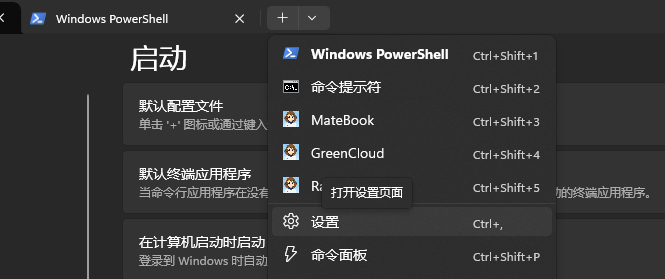 Windows PowerShell
启动
Windows PowerShell Ctrl+Shift+1
命令提示符 Ctrl+Shift+2
默认配置文件
单击 '+' 图标或通过键入
MateBook Ctrl+Shift+3
GreenCloud Ctrl+Shift+4
默认终端应用程序
当命令行应用程序在没有
Ctrl+Shift+5
动的终端应用程序。
打开设置页面
设置 Ctrl+,
在计算机启动时启动
登录到 Windows 时自动
命令面板 Ctrl+Shift+P